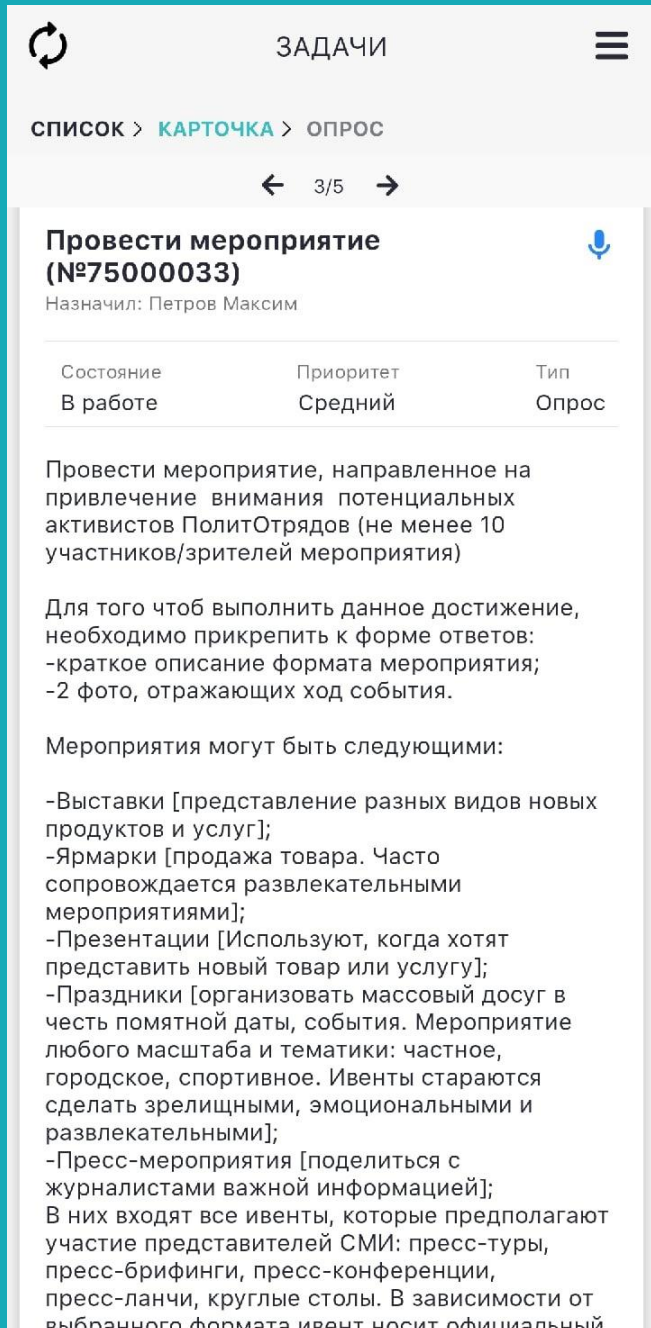 ЗАДАЧИ
СПИСОК > КАРТОЧКА > ОПРОС
← 3/5 →
Провести мероприятие
(№75000033)
Назначил: Петров Максим
Состояние Приоритет Тип
В работе Средний Опрос
Провести мероприятие, направленное на
привлечение внимания потенциальных
активистов ПолитОтрядов (не менее 10
участников/зрителей мероприятия)
Для того чтоб выполнить данное достижение,
необходимо прикрепить к форме ответов:
-краткое описание формата мероприятия;
-2 фото, отражающих ход события.
Мероприятия могут быть следующими:
-Выставки [представление разных видов новых
продуктов и услуг];
-Ярмарки [продажа товара. Часто
сопровождается развлекательными
мероприятиями];
-Презентации [Используют, когда хотят
представить новый товар или услугу];
-Праздники [организовать массовый досуг в
честь помятной даты, события. Мероприятие
любого масштаба и тематики: частное,
городское, спортивное. Ивенты стараются
сделать зрелищными, эмоциональными и
развлекательными];
-Пресс-мероприятия [поделиться с
журналистами важной информацией];
В них входят все ивенты, которые предполагают
участие представителей СМИ: пресс-туры,
пресс-брифинги, пресс-конференции,
пресс-ланчи, круглые столы. В зависимости от
выбранного формата ивент носит официальный